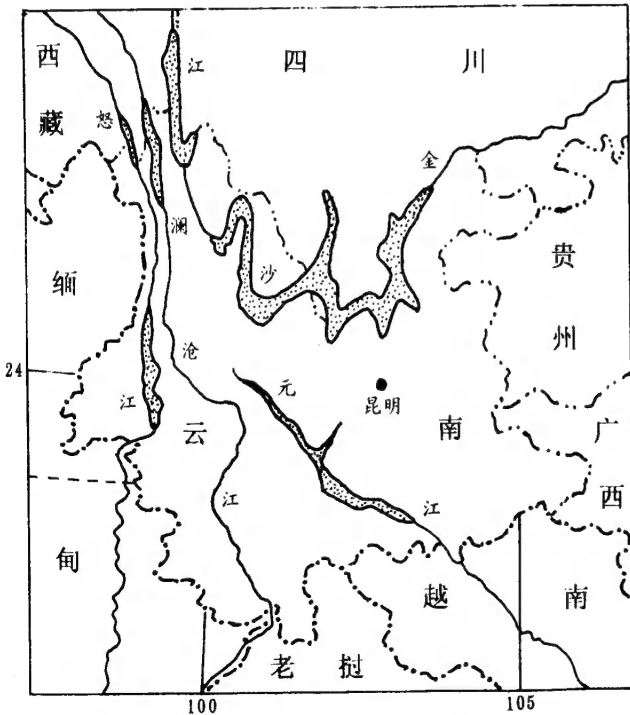 西
藏
怒
江
四
川
金
澜
沙
贵
州
缅
24
沧
江
元
昆明
云
南
广
西
江
江
甸
越
南
老
挝
100
105